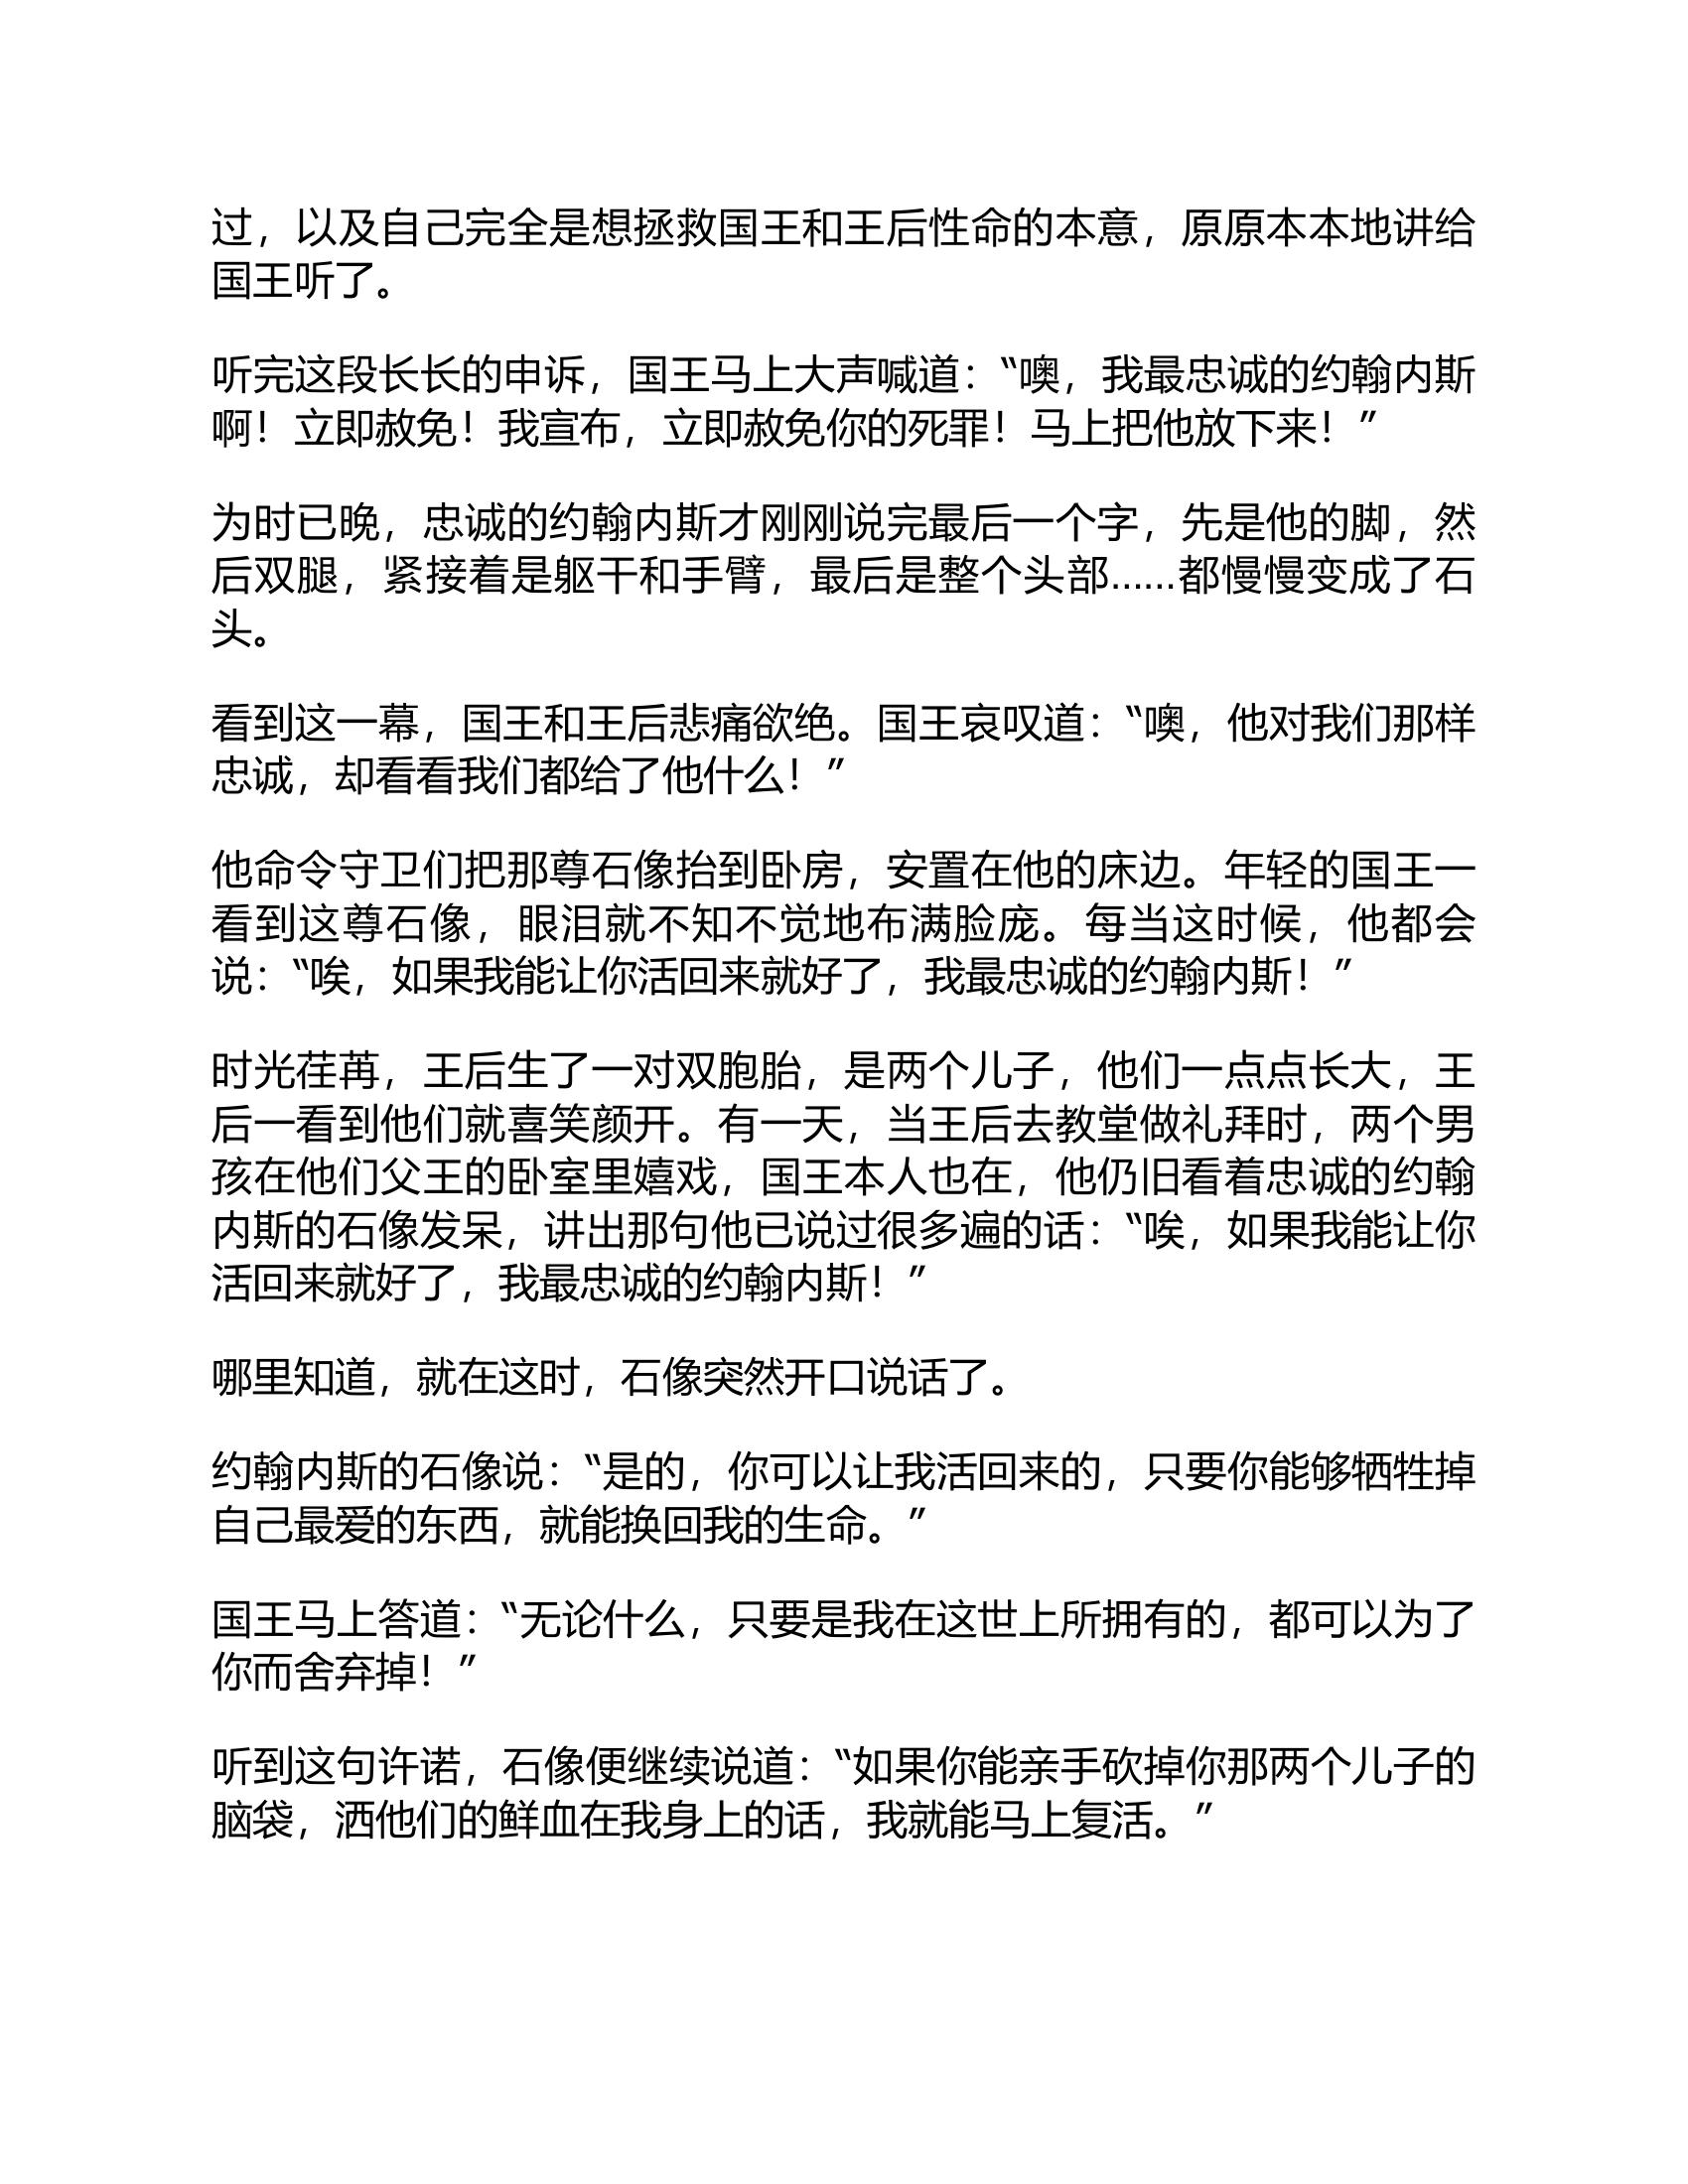 过，以及自己完全是想拯救国王和王后性命的本意，原原本本地讲给
国王听了。
听完这段长长的申诉，国王马上大声喊道：“噢，我最忠诚的约翰内斯
啊！立即赦免！我宣布，立即赦免你的死罪！马上把他放下来！”
为时已晚，忠诚的约翰内斯才刚刚说完最后一个字，先是他的脚，然
后双腿，紧接着是躯干和手臂，最后是整个头部……都慢慢变成了石
头。
看到这一幕，国王和王后悲痛欲绝。国王哀叹道：“噢，他对我们那样
忠诚，却看看我们都给了他什么！”
他命令守卫们把那尊石像抬到卧房，安置在他的床边。年轻的国王一
看到这尊石像，眼泪就不知不觉地布满脸庞。每当这时候，他都会
说：“唉，如果我能让你活回来就好了，我最忠诚的约翰内斯！”
时光荏苒，王后生了一对双胞胎，是两个儿子，他们一点点长大，王
后一看到他们就喜笑颜开。有一天，当王后去教堂做礼拜时，两个男
孩在他们父王的卧室里嬉戏，国王本人也在，他仍旧看着忠诚的约翰
内斯的石像发呆，讲出那句他已说过很多遍的话：“唉，如果我能让你
活回来就好了，我最忠诚的约翰内斯！”
哪里知道，就在这时，石像突然开口说话了。
约翰内斯的石像说：“是的，你可以让我活回来的，只要你能够牺牲掉
自己最爱的东西，就能换回我的生命。”
国王马上答道：“无论什么，只要是我在这世上所拥有的，都可以为了
你而舍弃掉！”
听到这句许诺，石像便继续说道：“如果你能亲手砍掉你那两个儿子的
脑袋，洒他们的鲜血在我身上的话，我就能马上复活。”